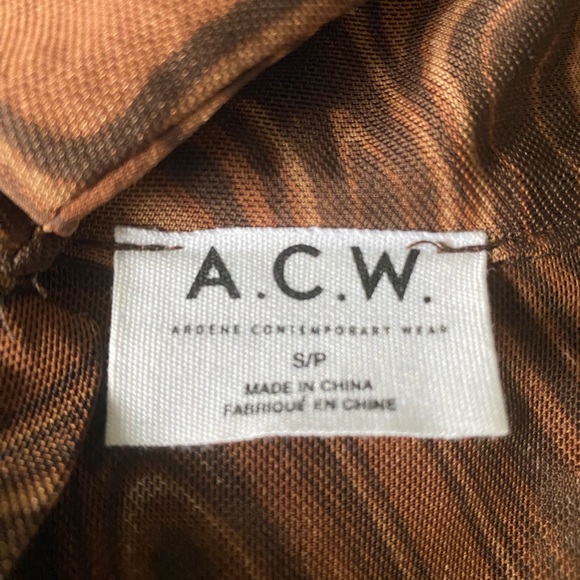 A.C.W.
ARDENE CONTEMPORARY WEAR
S/P
MADE IN CHINA
FABRIQUÉ EN CHINE